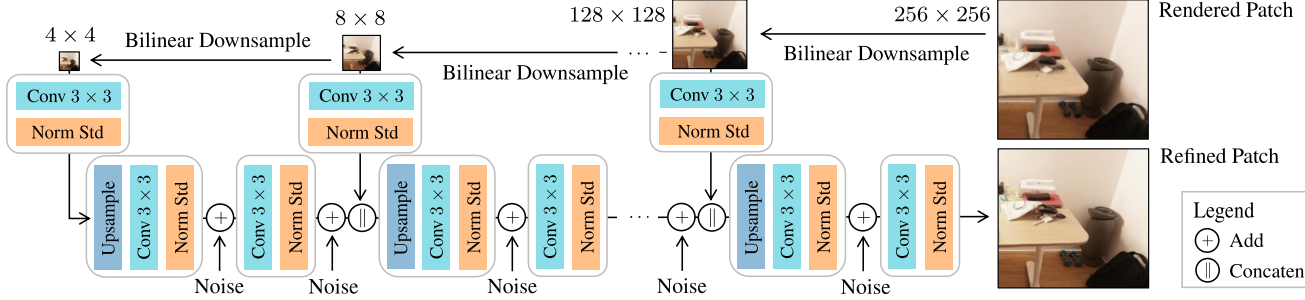 4 × 4
Bilinear Downsample
8 × 8
Bilinear Downsample
···
128 × 128
256 × 256
Bilinear Downsample
Rendered Patch
Conv 3 × 3
Norm Std
Conv 3 × 3
Norm Std
Conv 3 × 3
Norm Std
Upsample
Conv 3 × 3
Norm Std
+
Noise
Conv 3 × 3
Norm Std
+
Noise
||
Upsample
Conv 3 × 3
Norm Std
+
Noise
Conv 3 × 3
Norm Std
···
+
Noise
||
Upsample
Conv 3 × 3
Norm Std
+
Noise
Conv 3 × 3
Norm Std
Refined Patch
Legend
+ Add
|| Concaten